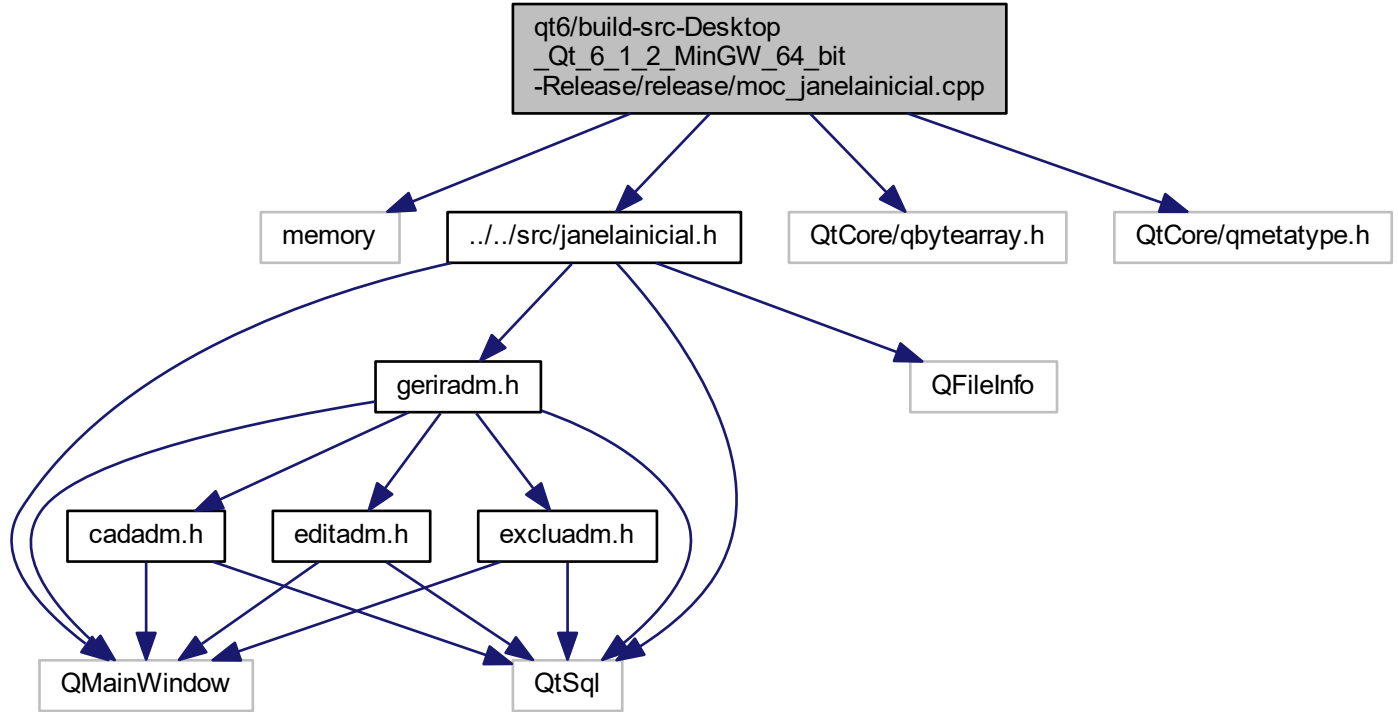 qt6/build-src-Desktop
_Qt_6_1_2_MinGW_64_bit
-Release/release/moc_janelainicial.cpp
memory
../../src/janelainicial.h
QtCore/qbytearray.h
QtCore/qmetatype.h
geriradm.h
QFileInfo
cadadm.h
editadm.h
excluadm.h
QMainWindow
QtSql